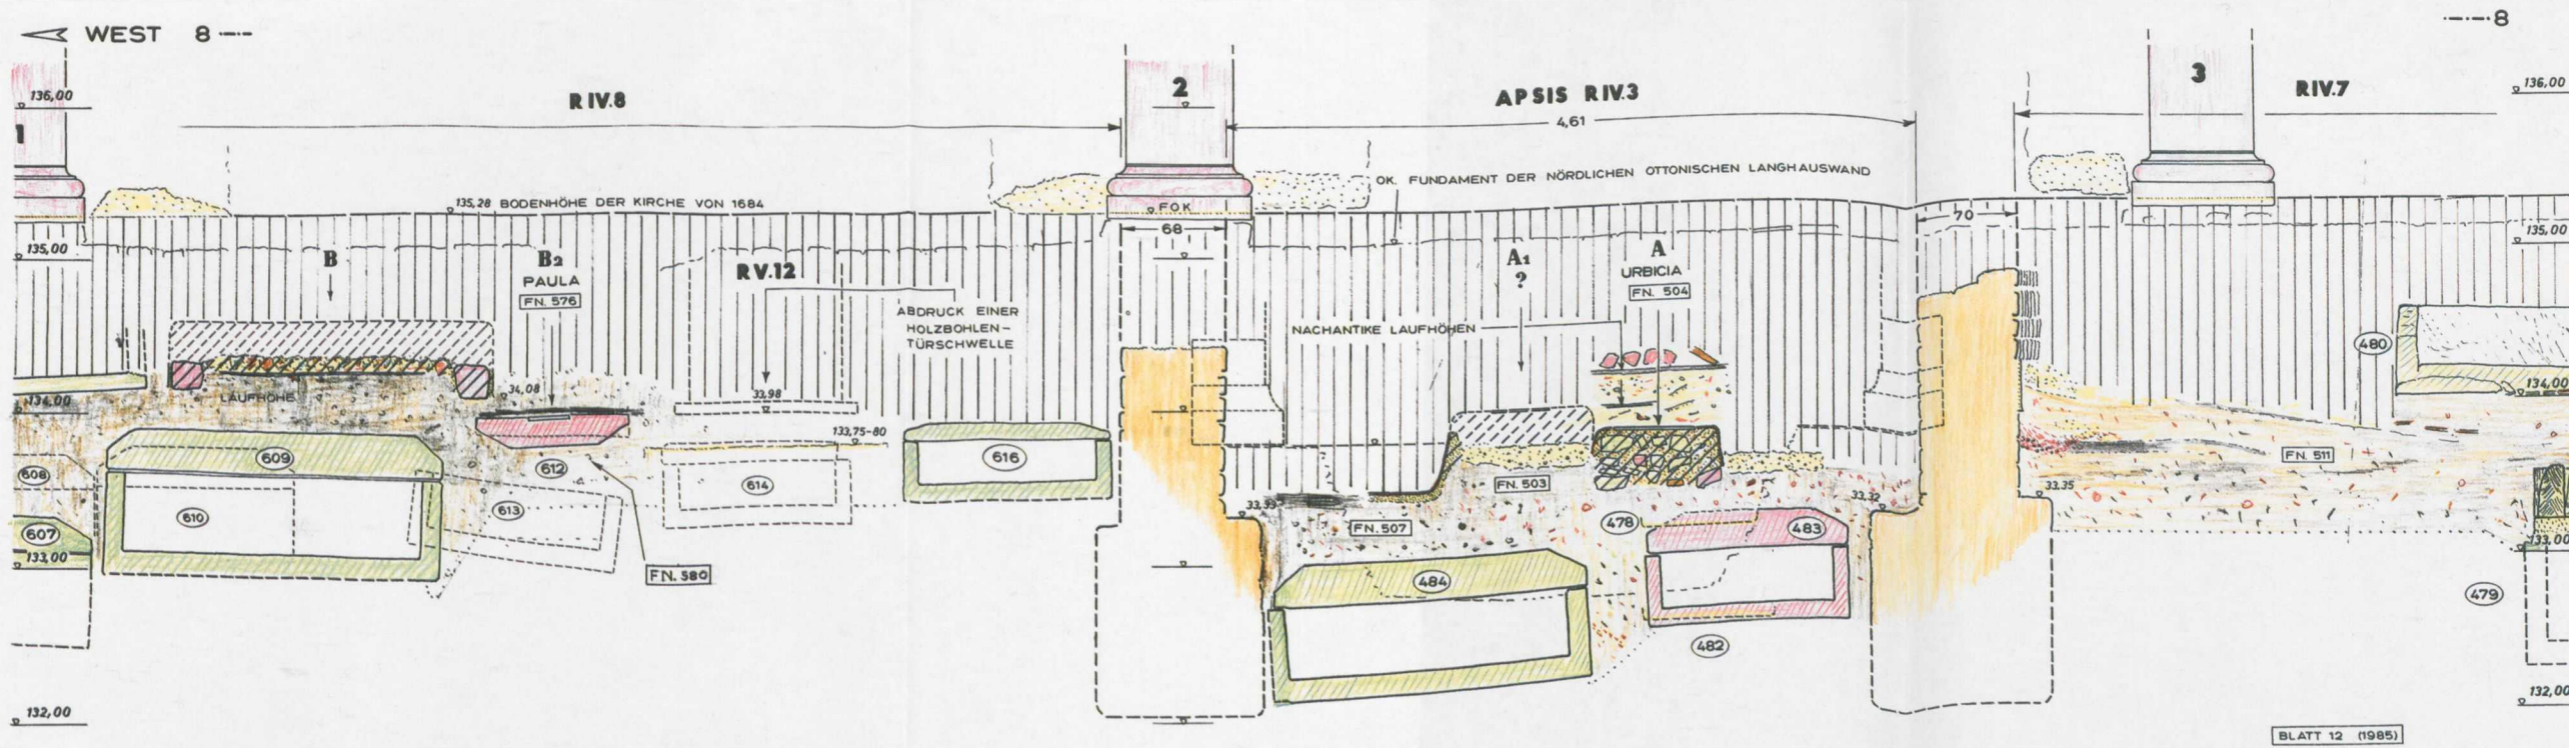 WEST 8
8
136,00
1
R IV.8
2
APSIS R IV.3
4,61
3
R IV.7
136,00
OK. FUNDAMENT DER NÖRDLICHEN OTTONISCHEN LANGHAUSWAND
135,28 BODENHÖHE DER KIRCHE VON 1684
FOK
68
70
135,00
135,00
B
B2
PAULA
FN. 576
R V.12
ABDRUCK EINER
HOLZBOHLEN-
TÜRSCHWELLE
A1
?
A
URBICIA
FN. 504
NACHANTIKE LAUFHÖHEN
480
LAUFHÖHE
34,08
33,98
134,00
134,00
133,75-80
608
609
612
616
614
610
613
607
133,00
FN. 580
FN. 503
FN. 511
33,32
33,35
FN. 507
478
483
484
482
133,00
479
132,00
132,00
BLATT 12 (1985)